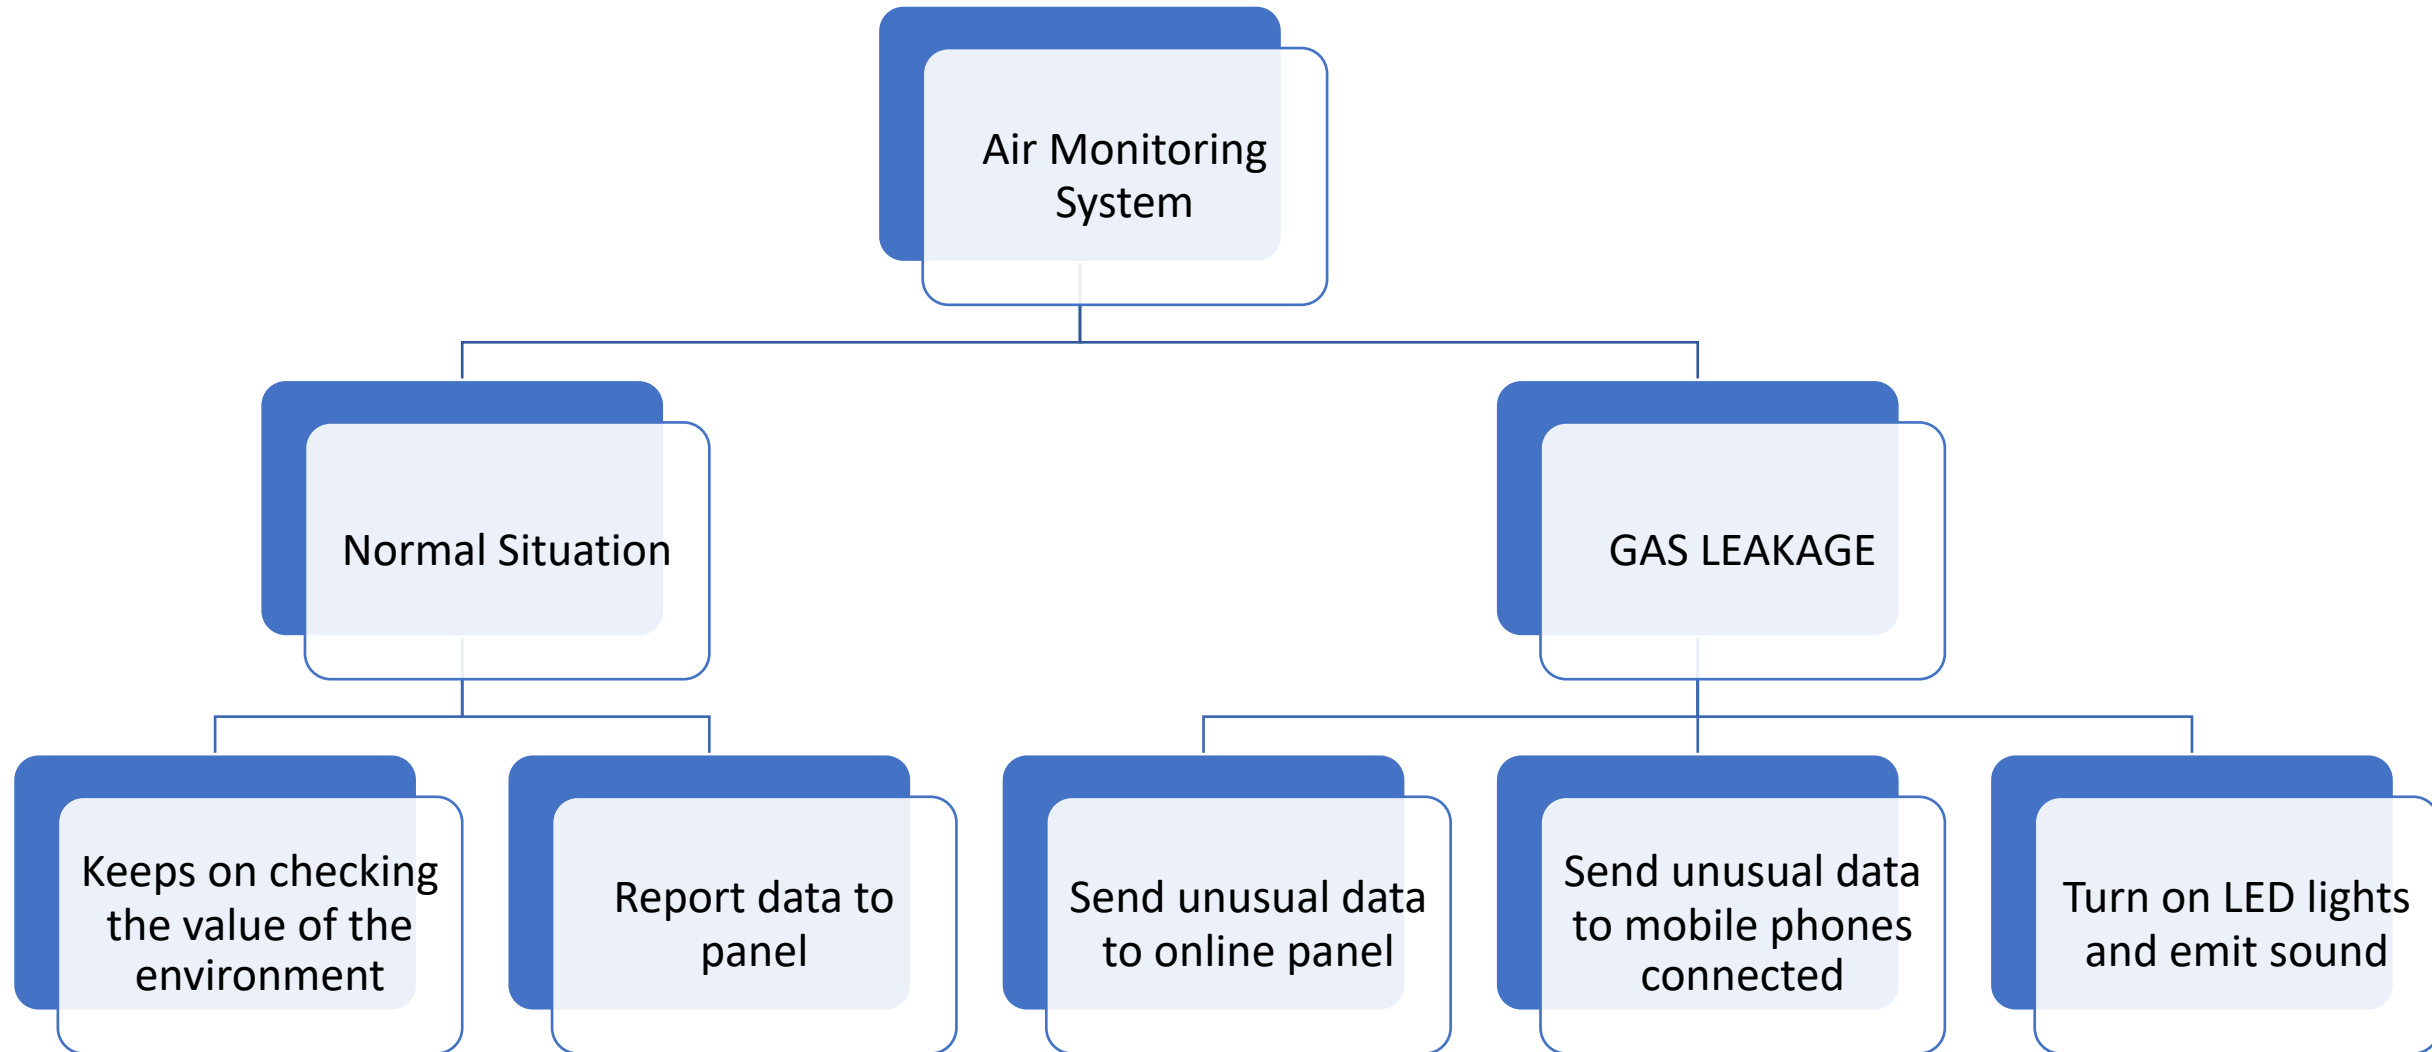 Air Monitoring
System
Normal Situation
GAS LEAKAGE
Keeps on checking
the value of the
environment
Report data to
panel
Send unusual data
to online panel
Send unusual data
to mobile phones
connected
Turn on LED lights
and emit sound